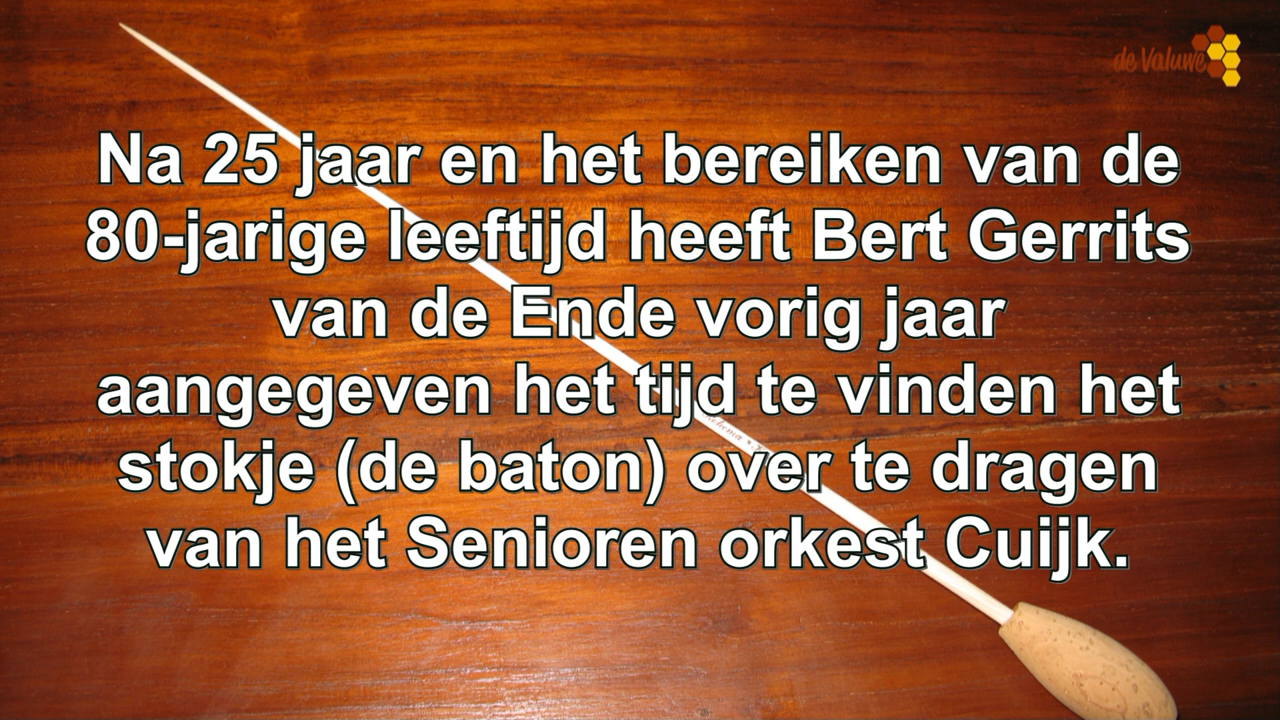 de Valuwe
Na 25 jaar en het bereiken van de
80-jarige leeftijd heeft Bert Gerrits
van de Ende vorig jaar
aangegeven het tijd te vinden het
stokje (de baton) over te dragen
van het Senioren orkest Cuijk.